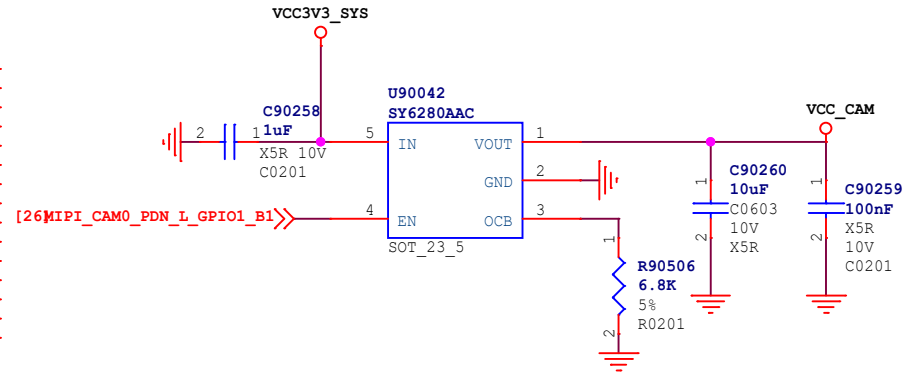 VCC3V3_SYS
U90042
SY6280AAC
C90258
1uF
X5R 10V
C0201
2
1
5
IN
VOUT
1
VCC_CAM
GND
2
[26]MIPI_CAM0_PDN_L_GPIO1_B1
4
EN
OCB
3
SOT_23_5
1
R90506
6.8K
5%
R0201
2
1
C90260
10uF
C0603
10V
X5R
2
1
C90259
100nF
X5R
10V
C0201
2